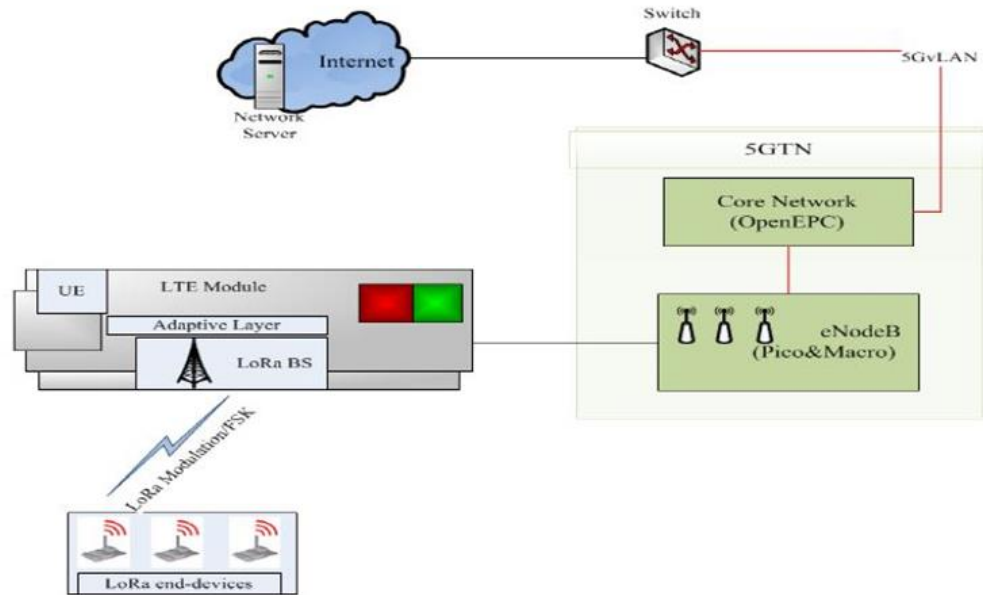 Switch
Internet
5GvLAN
Network
Server
5GTN
Core Network
(OpenEPC)
UE
LTE Module
Adaptive Layer
LoRa BS
eNodeB
(Pico&Macro)
LoRa Modulation/FSK
LoRa end-devices